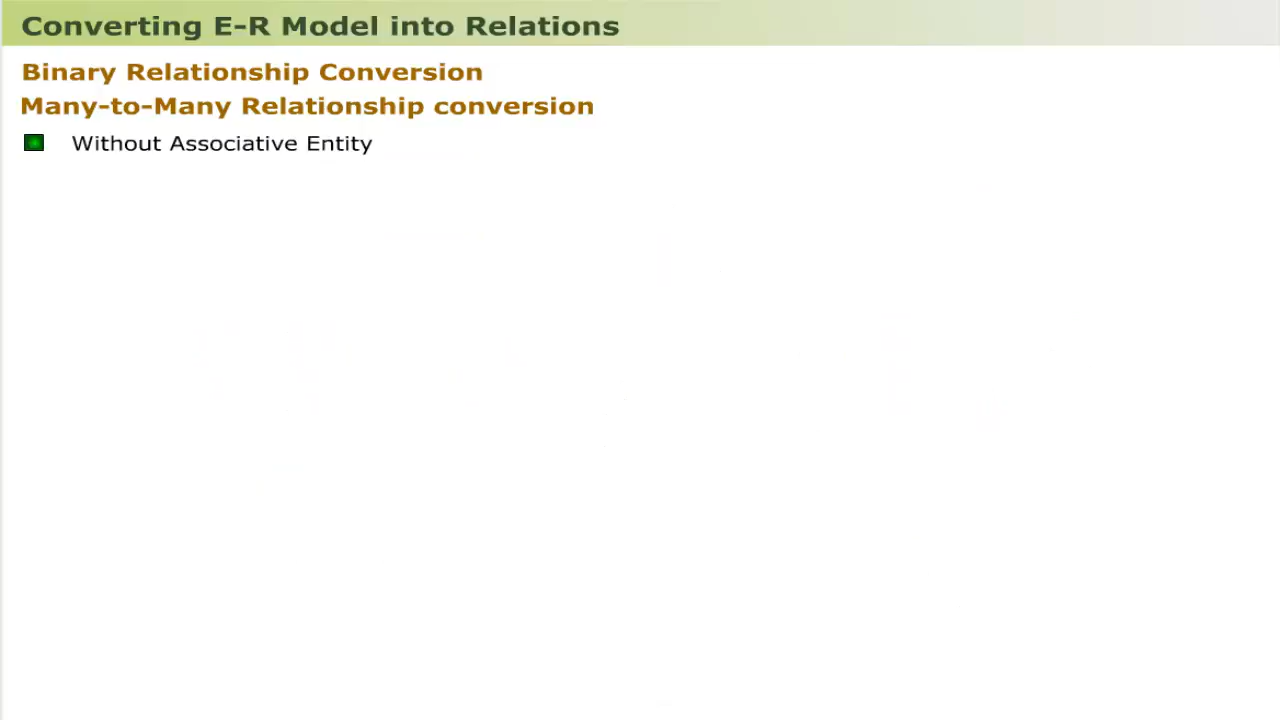 Converting E-R Model into Relations
Binary Relationship Conversion
Many-to-Many Relationship conversion
Without Associative Entity